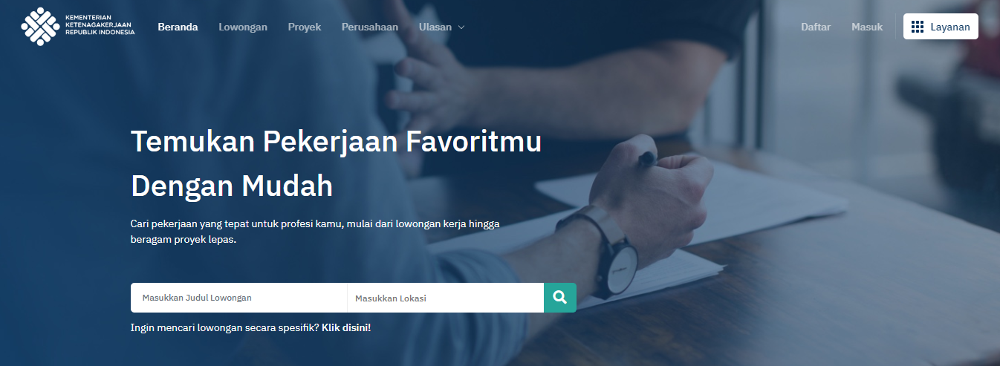 KEMENTERIAN
KETENAGAKERJAAN
REPUBLIK INDONESIA
Beranda
Lowongan
Proyek
Perusahaan
Ulasan
Daftar
Masuk
Layanan
Temukan Pekerjaan Favoritmu
Dengan Mudah
Cari pekerjaan yang tepat untuk profesi kamu, mulai dari lowongan kerja hingga
beragam proyek lepas.
Masukkan Judul Lowongan
Masukkan Lokasi
Ingin mencari lowongan secara spesifik? Klik disini!